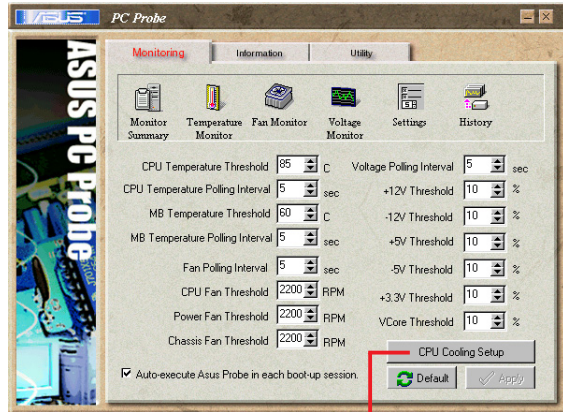 ASUS PC Probe
ASUS PC Probe
Monitoring Information Utility
Monitor Summary
Temperature Monitor
Fan Monitor
Voltage Monitor
Settings
History
CPU Temperature Threshold 85 C
CPU Temperature Polling Interval 5 sec
MB Temperature Threshold 60 C
MB Temperature Polling Interval 5 sec
Fan Polling Interval 5 sec
CPU Fan Threshold 2200 RPM
Power Fan Threshold 2200 RPM
Chassis Fan Threshold 2200 RPM
Voltage Polling Interval 5 sec
+12V Threshold 10 %
-12V Threshold 10 %
+5V Threshold 10 %
-5V Threshold 10 %
+3.3V Threshold 10 %
VCore Threshold 10 %
CPU Cooling Setup
Auto-execute Asus Probe in each boot-up session.
Default
Apply